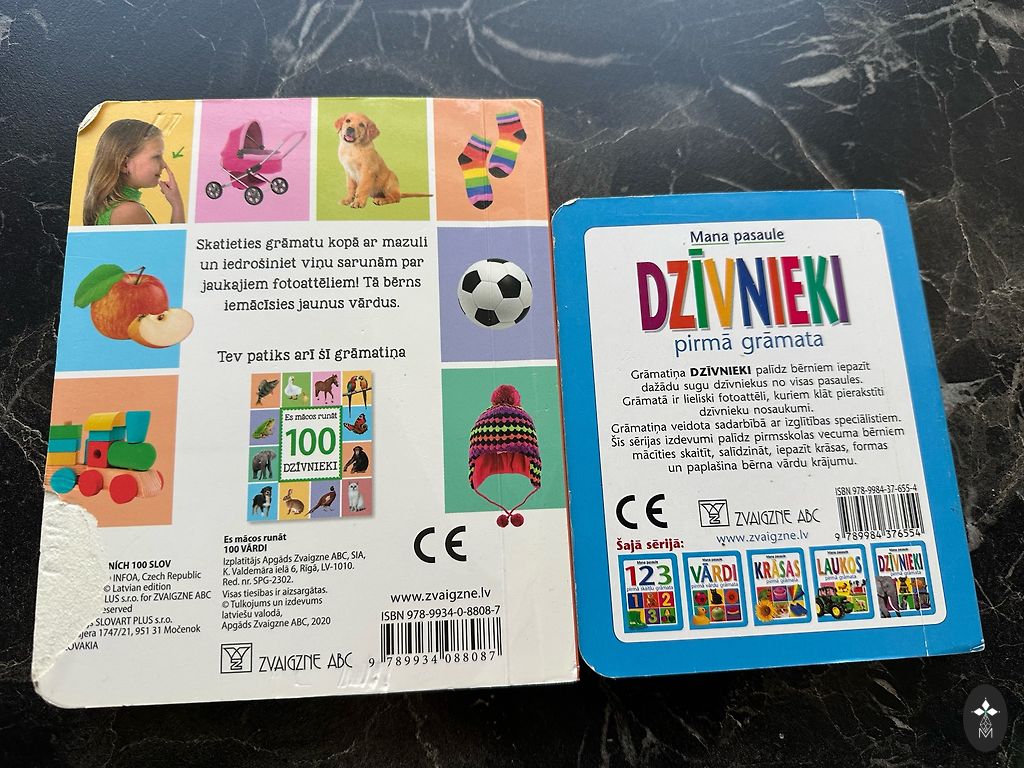 Skatieties grāmatu kopā ar mazuli
un iedrošiniet viņu sarunām par
jaukajiem fotoattēliem! Tā bērns
iemācīsies jaunus vārdus.
Tev patiks arī šī grāmatiņa
Es mācos runāt
100
DZĪVNIEKI
NÍCH 100 SLOV
INFOA, Czech Republic
© Latvian edition
PLUS s.r.o. for ZVAIGZNE ABC
eserved
SLOVART PLUS s.r.o.
1747/21, 951 31 Močenok
Es mācos runāt
100 VĀRDI
Izplatītājs Apgāds Zvaigzne ABC, SIA,
K. Valdemāra ielā 6, Rīgā, LV-1010.
Red. nr. SPG-2302.
Visas tiesības ir aizsargātas.
© Tulkojums un izdevums
latviešu valodā,
Apgāds Zvaigzne ABC, 2020
ZVAIGZNE ABC
CE
www.zvaigzne.lv
ISBN 978-9934-0-8808-7
9 789934 088087
Mana pasaule
DZĪVNIEKI
pirmā grāmata
Grāmatiņa DZĪVNIEKI palīdz bērniem iepazīt
dažādu sugu dzīvniekus no visas pasaules.
Grāmatā ir lieliski fotoattēli, kuriem klāt pierakstīti
dzīvnieku nosaukumi.
Grāmatiņa veidota sadarbībā ar izglītības speciālistiem.
Šīs sērijas izdevumi palīdz pirmsskolas vecuma bērniem
mācīties skaitīt, salīdzināt, iepazīt krāsas, formas
un paplašina bērna vārdu krājumu.
CE
ZVAIGZNE ABC
www.zvaigzne.lv
ISBN 978-9984-37-655-4
9 789984 376554
Šajā sērijā:
123
VĀRDI
KRĀSAS
LAUKOS
DZĪVNIEKI